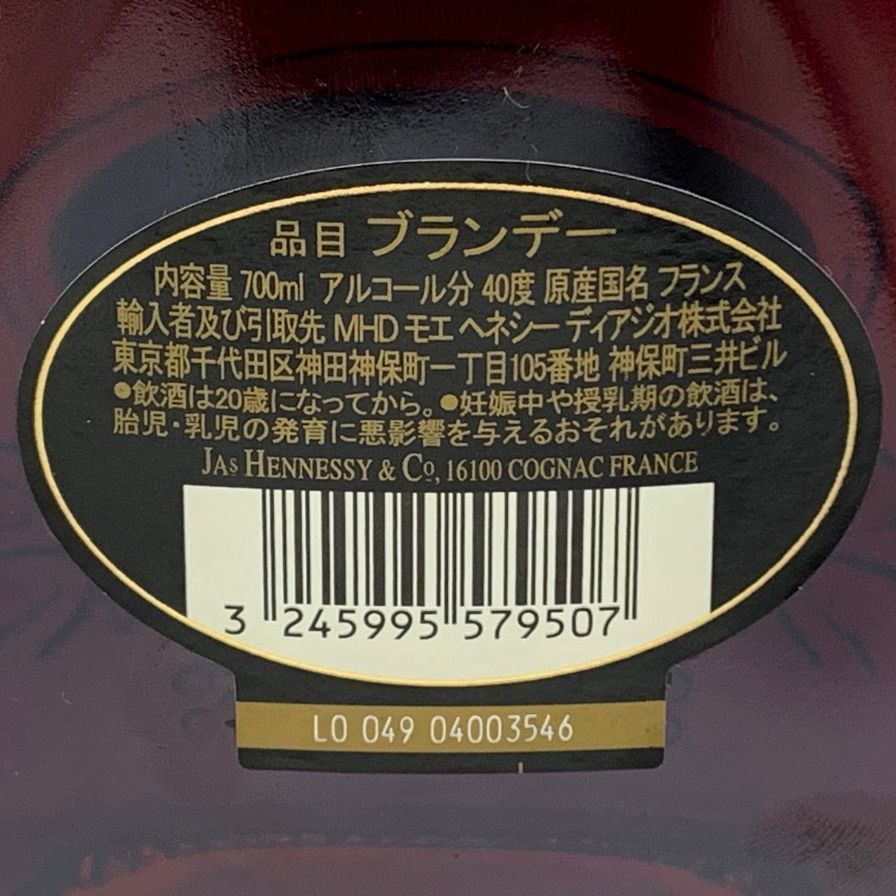 品目 ブランデー
内容量 700ml アルコール分 40度 原産国名 フランス
輸入者及び引取先 MHD モエ ヘネシー ディアジオ株式会社
東京都千代田区神田神保町一丁目105番地 神保町三井ビル
●飲酒は20歳になってから。●妊娠中や授乳期の飲酒は、
胎児・乳児の発育に悪影響を与えるおそれがあります。
JAS HENNESSY & Co, 16100 COGNAC FRANCE
3 245995 579507
L0 049 04003546